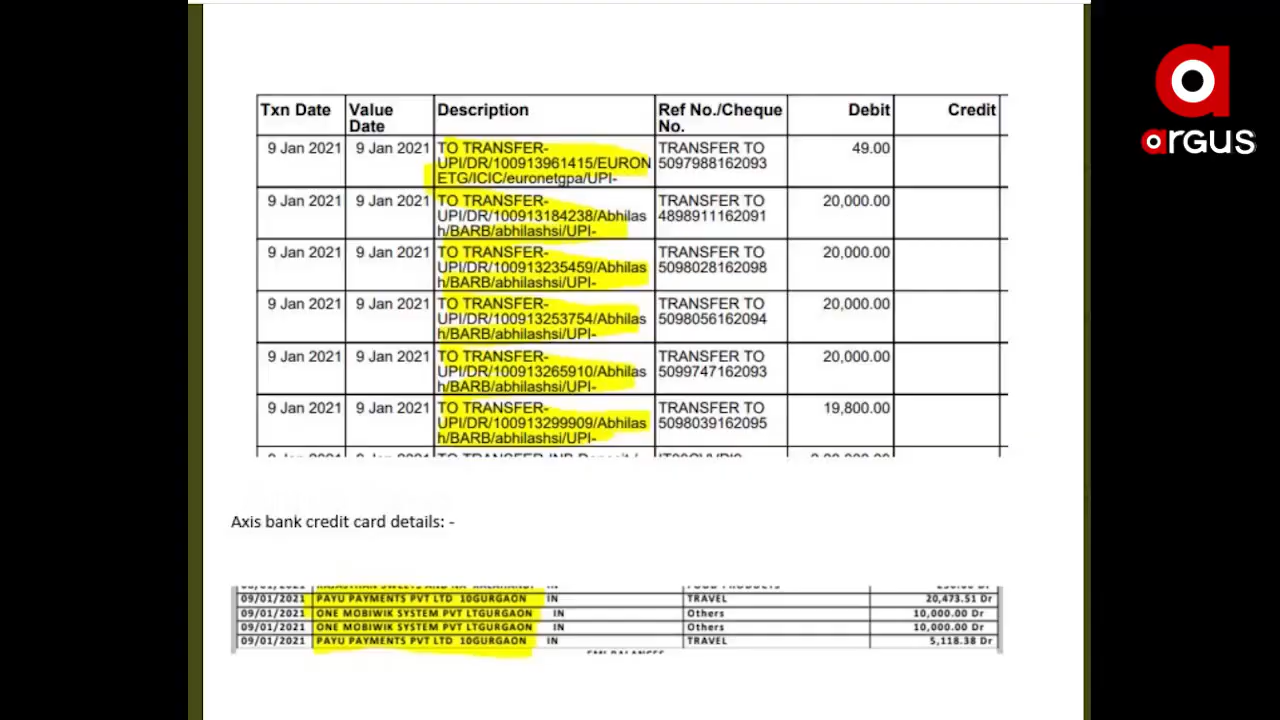 argus
Txn Date Value Date Description Ref No./Cheque No. Debit Credit
9 Jan 2021 9 Jan 2021 TO TRANSFER- TRANSFER TO 49.00
UPI/DR/100913961415/EURON 5097988162093
ETG/ICIC/euronetgpa/UPI-
9 Jan 2021 9 Jan 2021 TO TRANSFER- TRANSFER TO 20,000.00
UPI/DR/100913184238/Abhilas 4898911162091
h/BARB/abhilashsi/UPI-
9 Jan 2021 9 Jan 2021 TO TRANSFER- TRANSFER TO 20,000.00
UPI/DR/100913235459/Abhilas 5098028162098
h/BARB/abhilashsi/UPI-
9 Jan 2021 9 Jan 2021 TO TRANSFER- TRANSFER TO 20,000.00
UPI/DR/100913253754/Abhilas 5098056162094
h/BARB/abhilashsi/UPI-
9 Jan 2021 9 Jan 2021 TO TRANSFER- TRANSFER TO 20,000.00
UPI/DR/100913265910/Abhilas 5099747162093
h/BARB/abhilashsi/UPI-
9 Jan 2021 9 Jan 2021 TO TRANSFER- TRANSFER TO 19,800.00
UPI/DR/100913299909/Abhilas 5098039162095
h/BARB/abhilashsi/UPI-
Axis bank credit card details: -
09/01/2021 PAYU PAYMENTS PVT LTD 10GURGAON IN TRAVEL 20,473.51 Dr
09/01/2021 ONE MOBIWIK SYSTEM PVT LTGURGAON IN Others 10,000.00 Dr
09/01/2021 ONE MOBIWIK SYSTEM PVT LTGURGAON IN Others 10,000.00 Dr
09/01/2021 PAYU PAYMENTS PVT LTD 10GURGAON IN TRAVEL 5,118.38 Dr